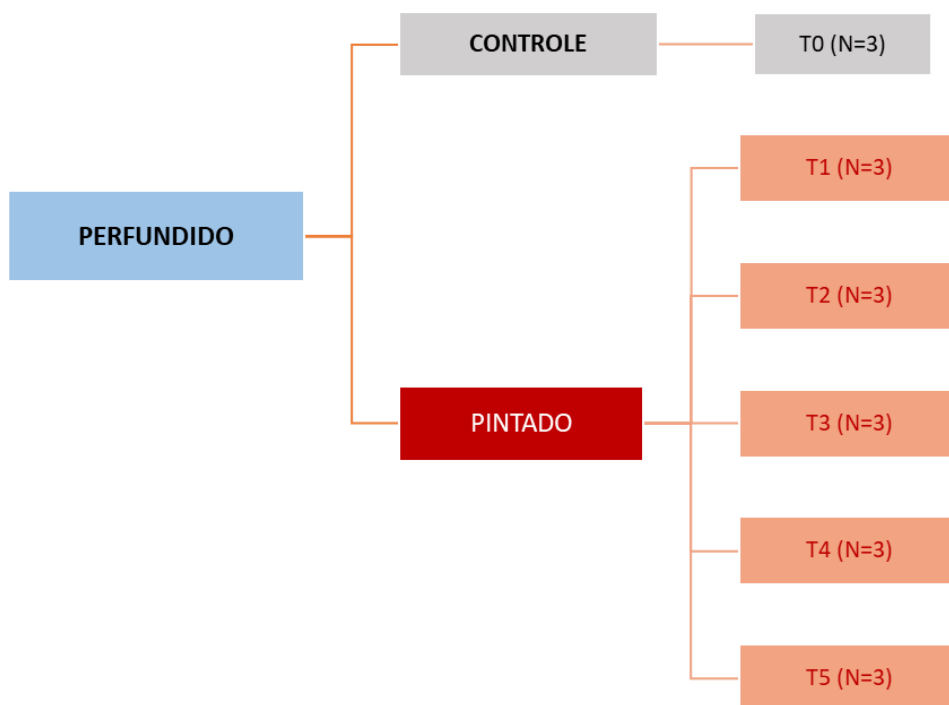 CONTROLE
T0 (N=3)
T1 (N=3)
PERFUNDIDO
T2 (N=3)
PINTADO
T3 (N=3)
T4 (N=3)
T5 (N=3)